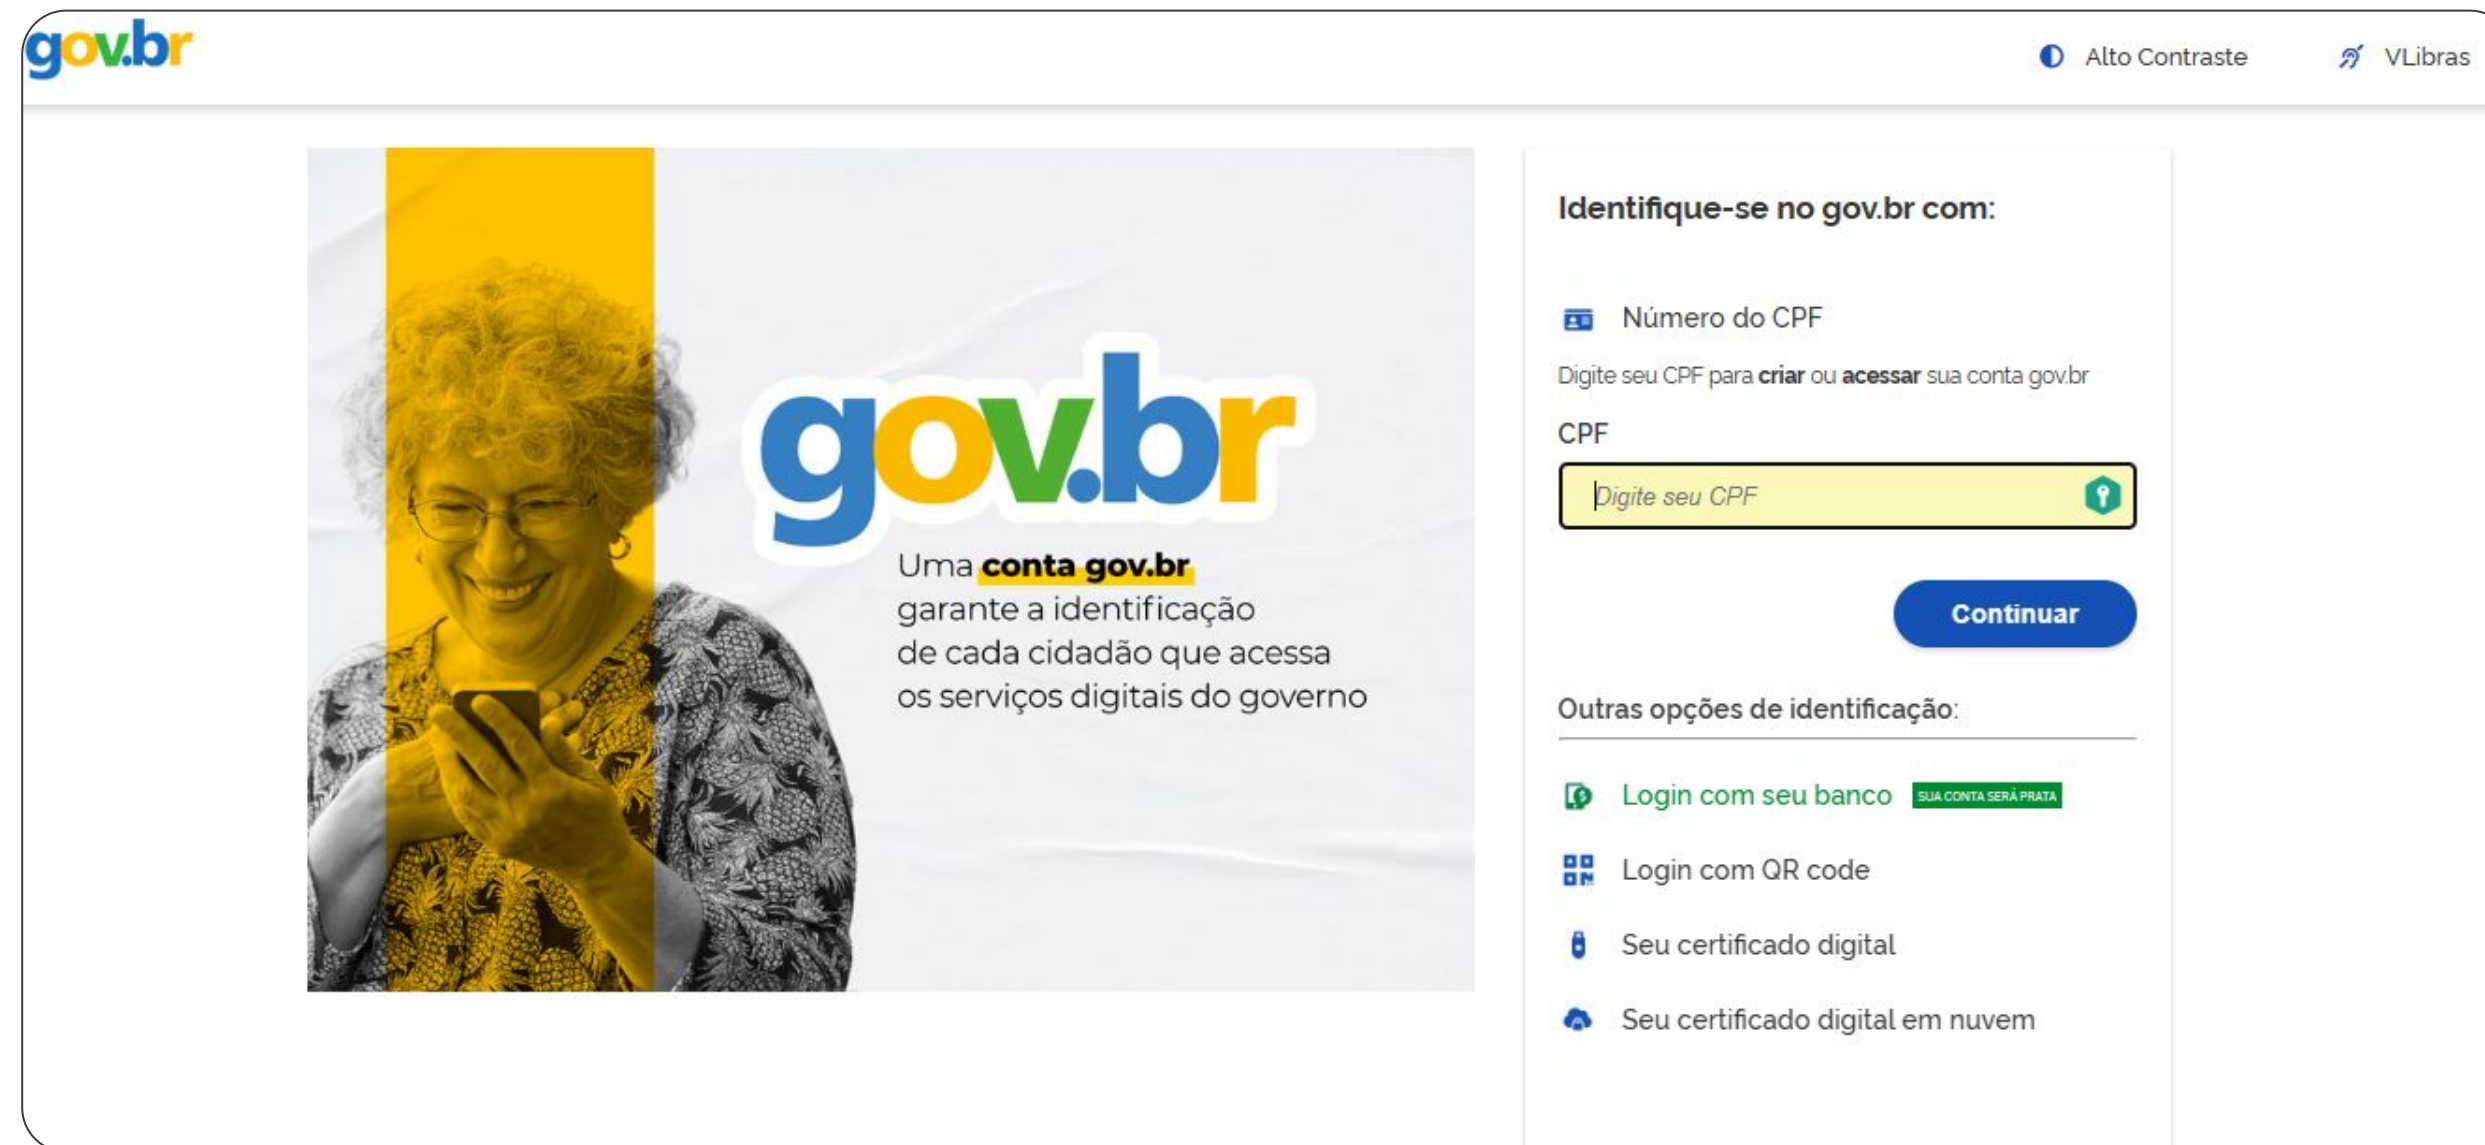 gov.br
Alto Contraste
VLibras
gov.br
Uma conta gov.br
garante a identificação
de cada cidadão que acessa
os serviços digitais do governo
Identifique-se no gov.br com:
Número do CPF
Digite seu CPF para criar ou acessar sua conta gov.br
CPF
Digite seu CPF
Continuar
Outras opções de identificação:
Login com seu banco SUA CONTA SERÁ PRATA
Login com QR code
Seu certificado digital
Seu certificado digital em nuvem